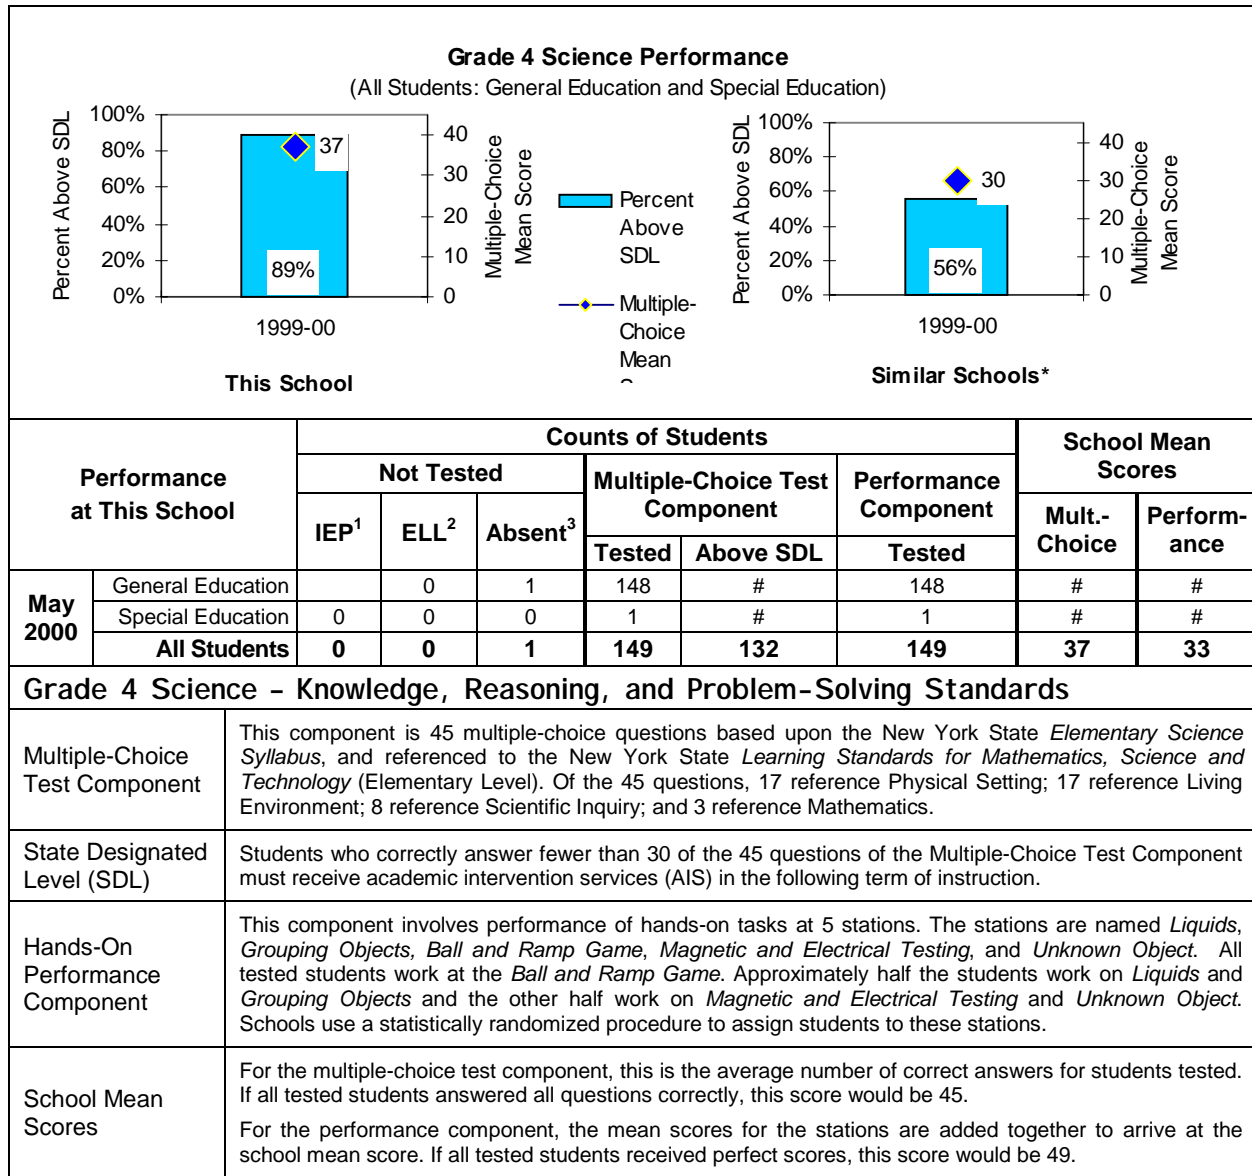 Grade 4 Science Performance
(All Students: General Education and Special Education)
Percent Above SDL
100%
80%
60%
40%
20%
0%
37
89%
40
30
20
10
0
Multiple-Choice
Mean Score
1999-00
This School
Percent
Above
SDL
Multiple-
Choice
Mean
Percent Above SDL
100%
80%
60%
40%
20%
0%
30
56%
40
30
20
10
0
Multiple-Choice
Mean Score
1999-00
Similar Schools*
Performance
at This School
Counts of Students
School Mean
Scores
Not Tested
Multiple-Choice Test
Component
Performance
Component
IEP1 ELL2 Absent3
Mult.-
Choice
Perform-
ance
Tested Above SDL Tested
May
2000
General Education 0 1 148 # 148 # #
Special Education 0 0 0 1 # 1 # #
All Students 0 0 1 149 132 149 37 33
Grade 4 Science – Knowledge, Reasoning, and Problem-Solving Standards
Multiple-Choice
Test Component
This component is 45 multiple-choice questions based upon the New York State Elementary Science
Syllabus, and referenced to the New York State Learning Standards for Mathematics, Science and
Technology (Elementary Level). Of the 45 questions, 17 reference Physical Setting; 17 reference Living
Environment; 8 reference Scientific Inquiry; and 3 reference Mathematics.
State Designated
Level (SDL)
Students who correctly answer fewer than 30 of the 45 questions of the Multiple-Choice Test Component
must receive academic intervention services (AIS) in the following term of instruction.
Hands-On
Performance
Component
This component involves performance of hands-on tasks at 5 stations. The stations are named Liquids,
Grouping Objects, Ball and Ramp Game, Magnetic and Electrical Testing, and Unknown Object. All
tested students work at the Ball and Ramp Game. Approximately half the students work on Liquids and
Grouping Objects and the other half work on Magnetic and Electrical Testing and Unknown Object.
Schools use a statistically randomized procedure to assign students to these stations.
School Mean
Scores
For the multiple-choice test component, this is the average number of correct answers for students tested.
If all tested students answered all questions correctly, this score would be 45.
For the performance component, the mean scores for the stations are added together to arrive at the
school mean score. If all tested students received perfect scores, this score would be 49.